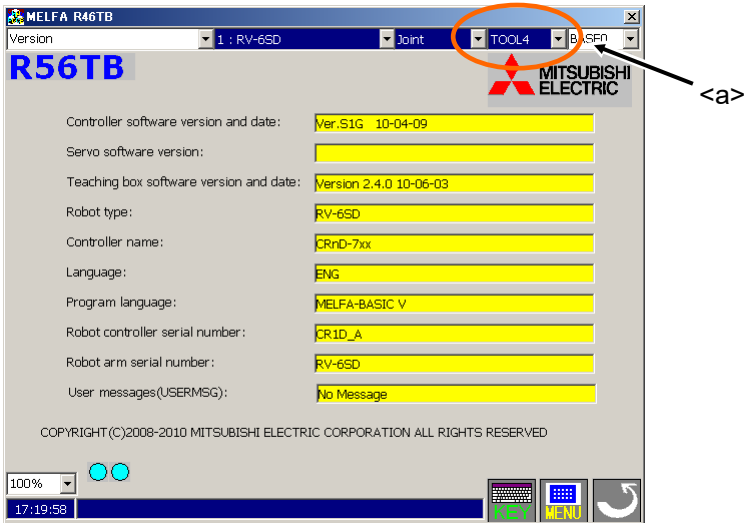 MELFA R46TB
Version 1 : RV-6SD Joint TOOL4 BASE0
R56TB
MITSUBISHI
ELECTRIC
<a>
Controller software version and date: Ver.S1G 10-04-09
Servo software version:
Teaching box software version and date: Version 2.4.0 10-06-03
Robot type: RV-6SD
Controller name: CRnD-7xx
Language: ENG
Program language: MELFA-BASIC V
Robot controller serial number: CR1D_A
Robot arm serial number: RV-6SD
User messages(USERMSG): No Message
COPYRIGHT(C)2008-2010 MITSUBISHI ELECTRIC CORPORATION ALL RIGHTS RESERVED
100%
17:19:58 KEY MENU